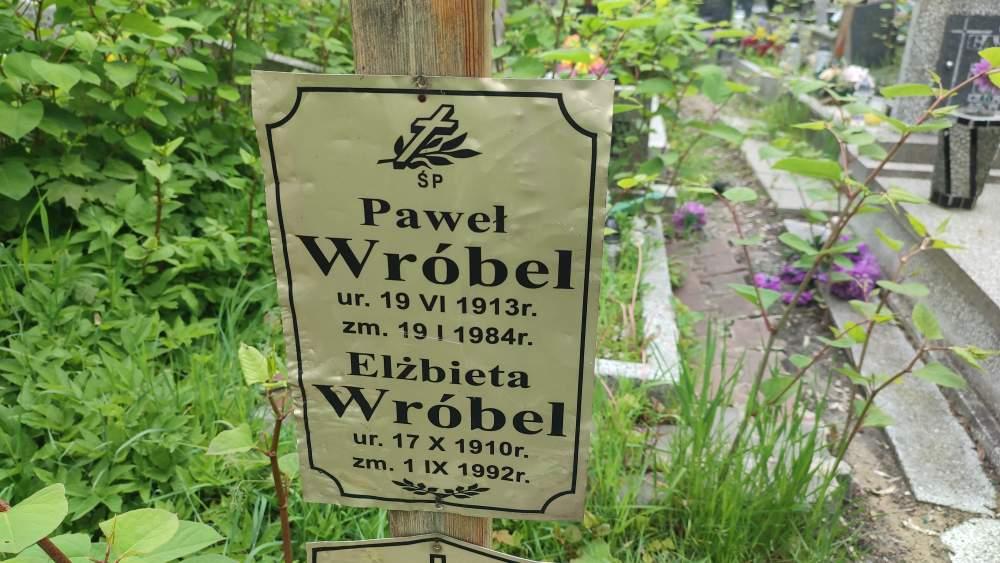 ŚP
Paweł
Wróbel
ur. 19 VI 1913r.
zm. 19 I 1984r.
Elżbieta
Wróbel
ur. 17 X 1910r.
zm. 1 IX 1992r.